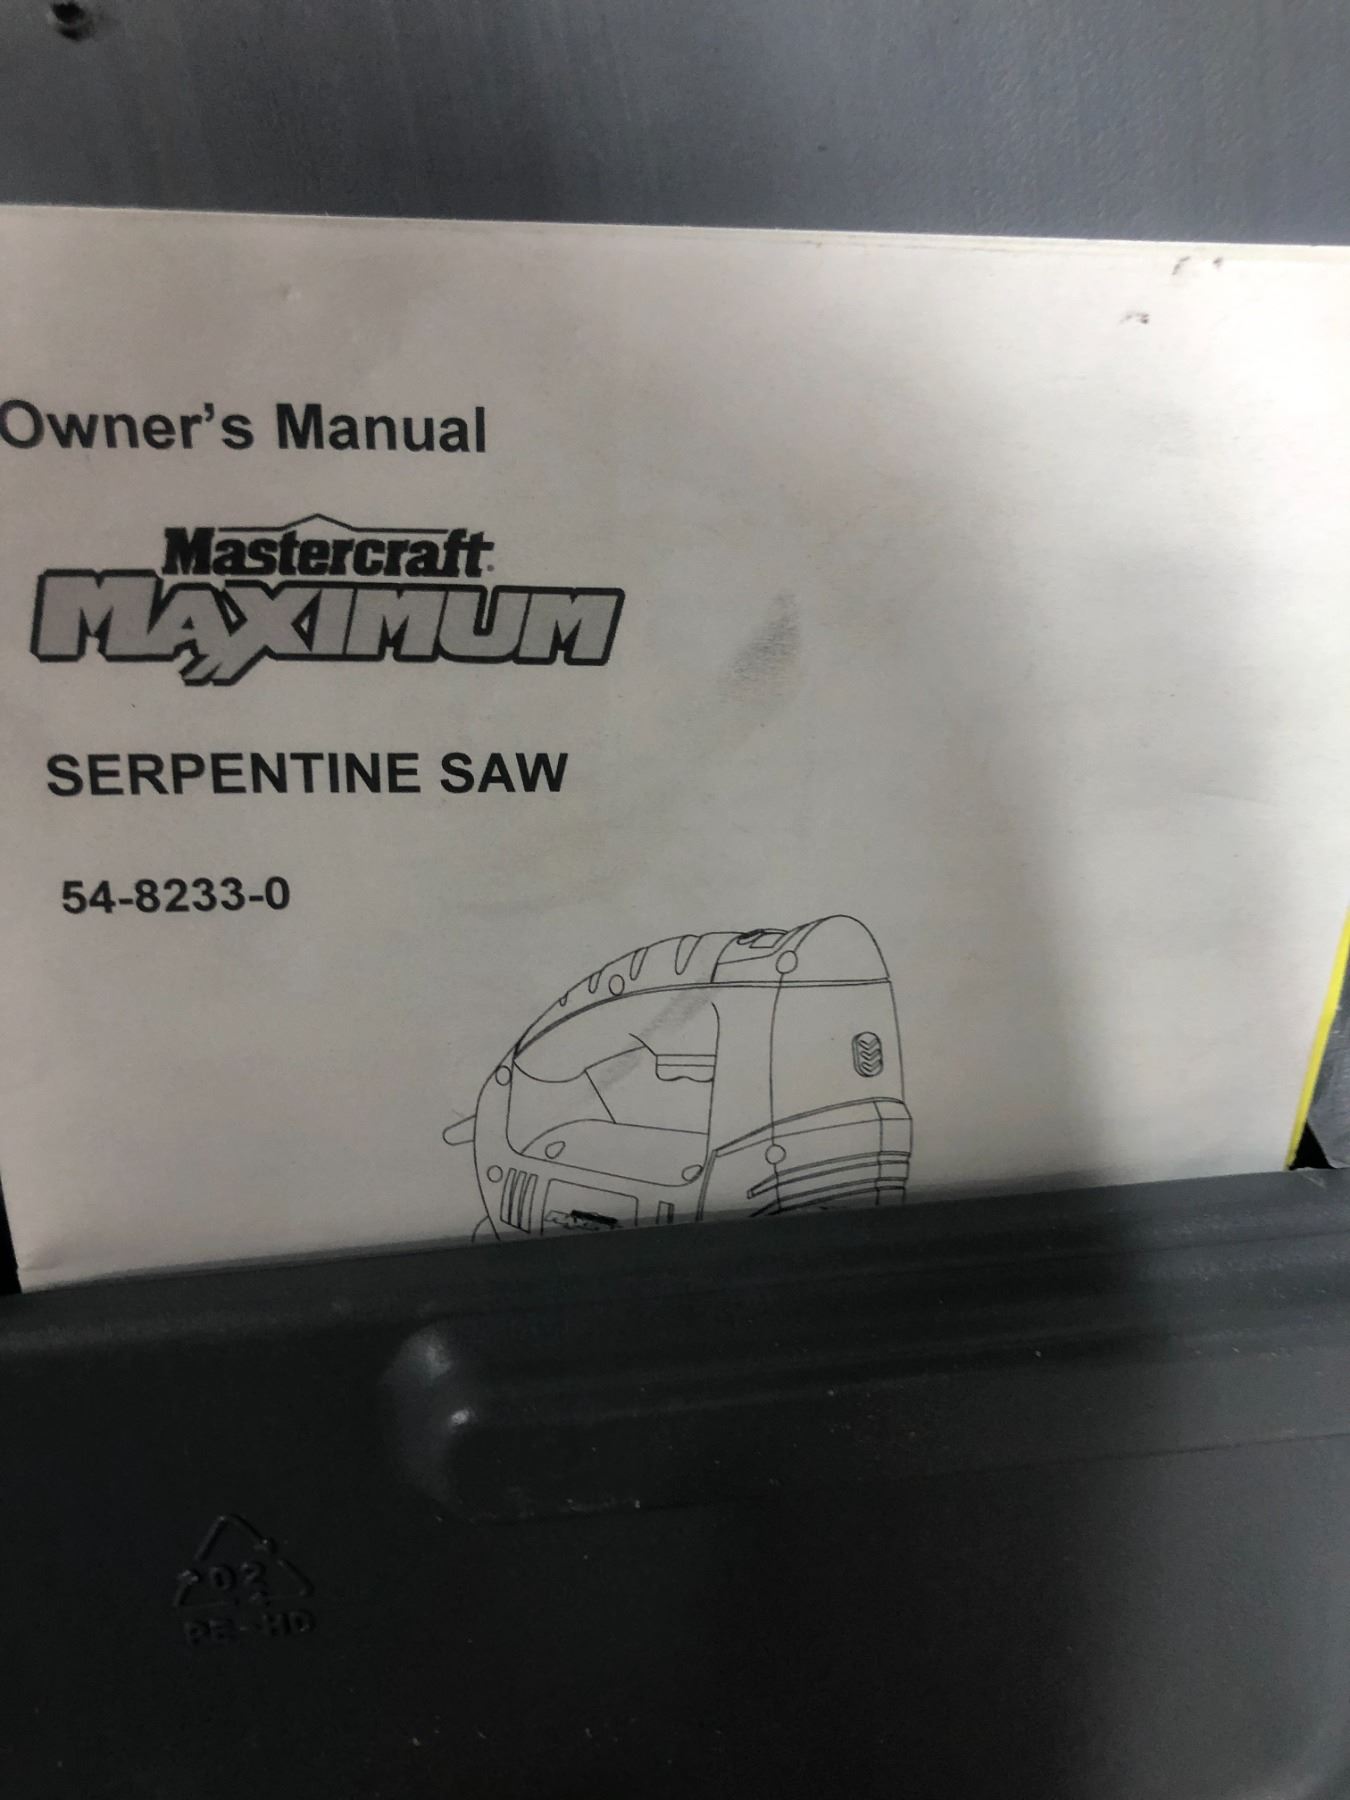 Owner's Manual
Mastercraft
MAXIMUM
SERPENTINE SAW
54-8233-0
02
PE-HD